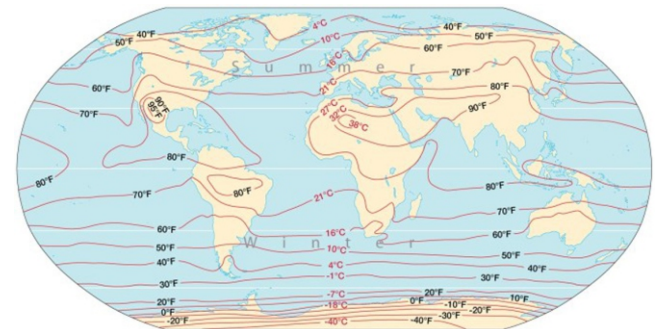 4°C
40°F
40°F
50°F
10°C
50°F
60°F
16°C
Summer
60°F
70°F
21°C
80°F
70°F
90°F
95°F
27°C
32°C
38°C
90°F
80°F
80°F
80°F
80°F
70°F
21°C
70°F
60°F
16°C
60°F
Winter
50°F
10°C
50°F
40°F
4°C
40°F
30°F
-1°C
30°F
20°F
-7°C
20°F
10°F
0°F
-18°C
0°F
-10°F
-20°F
-20°F
-40°C
-40°F
-30°F